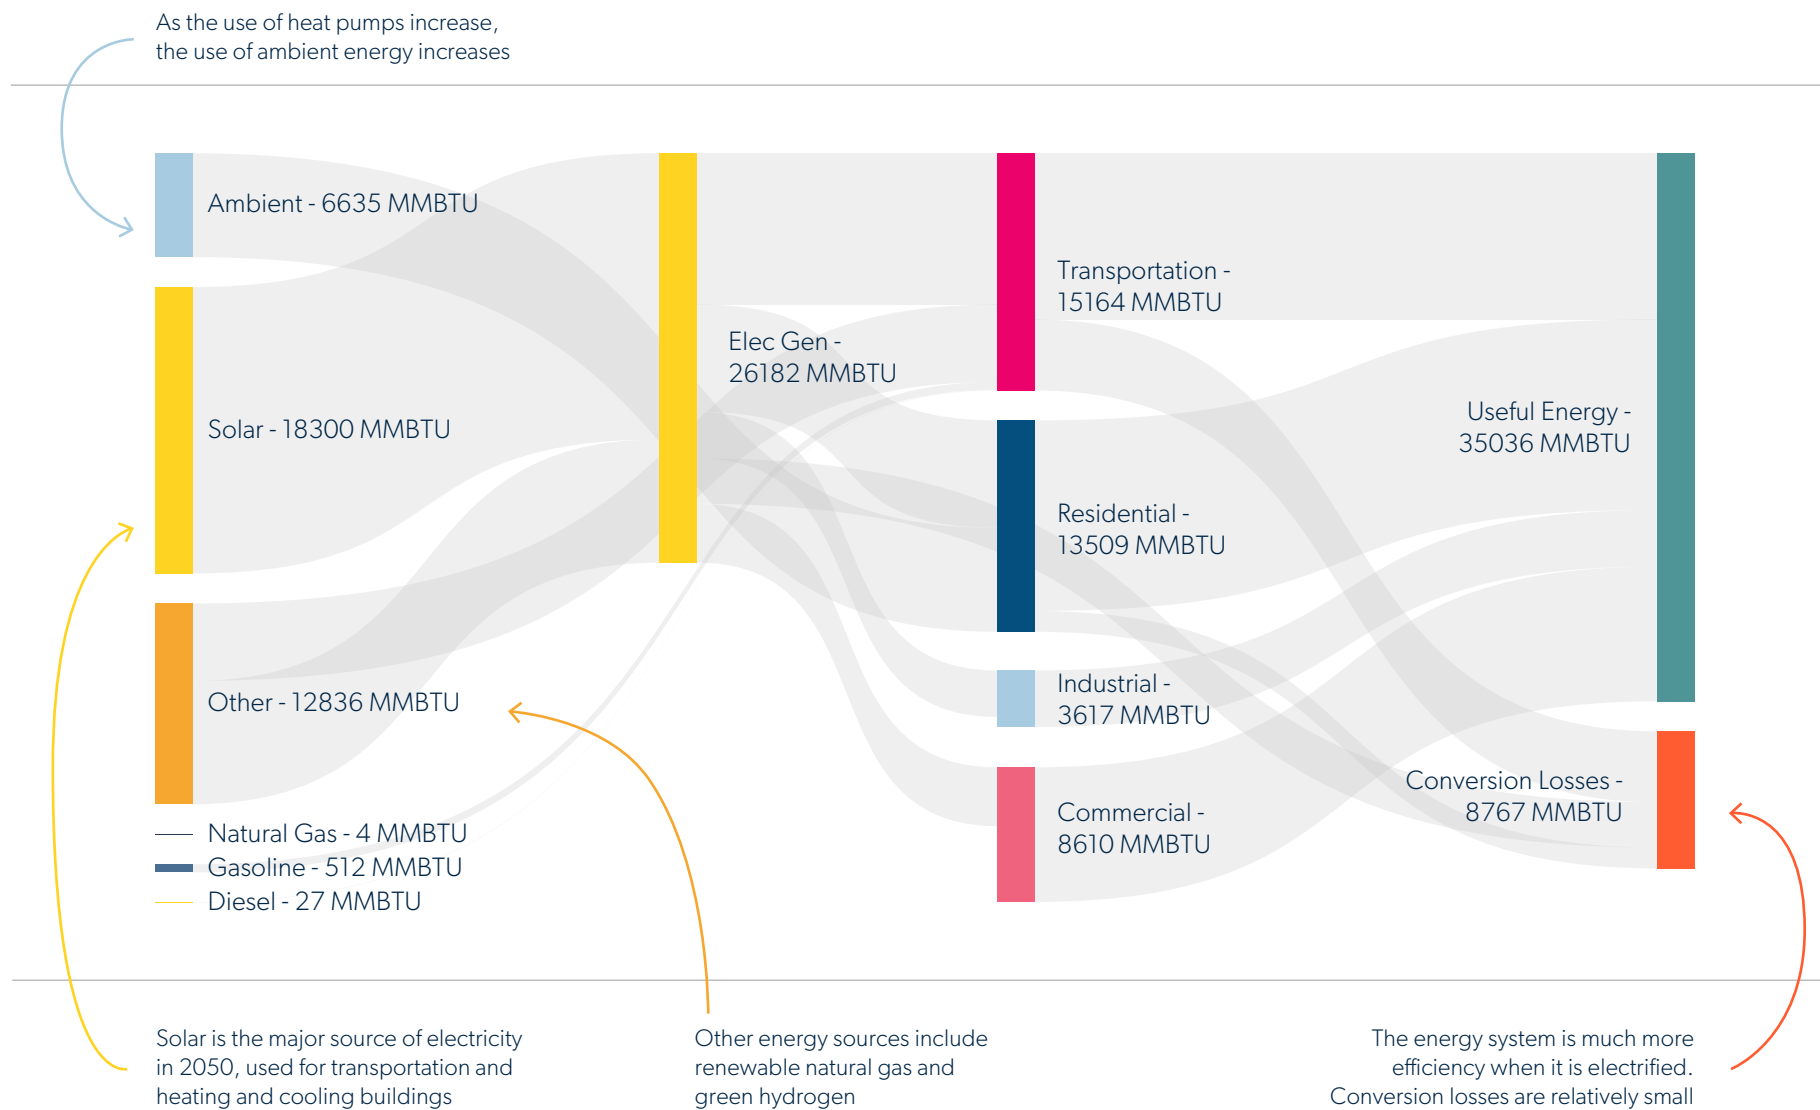 As the use of heat pumps increase,
the use of ambient energy increases
Ambient - 6635 MMBTU
Solar - 18300 MMBTU
Other - 12836 MMBTU
Natural Gas - 4 MMBTU
Gasoline - 512 MMBTU
Diesel - 27 MMBTU
Elec Gen -
26182 MMBTU
Transportation -
15164 MMBTU
Residential -
13509 MMBTU
Industrial -
3617 MMBTU
Commercial -
8610 MMBTU
Useful Energy -
35036 MMBTU
Conversion Losses -
8767 MMBTU
Solar is the major source of electricity
in 2050, used for transportation and
heating and cooling buildings
Other energy sources include
renewable natural gas and
green hydrogen
The energy system is much more
efficiency when it is electrified.
Conversion losses are relatively small